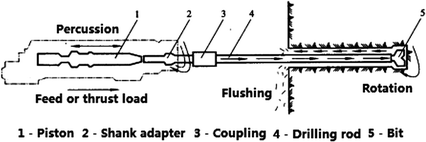 1 2 3 4 5
Percussion
Feed or thrust load
Flushing
Rotation
1 - Piston 2 - Shank adapter 3 - Coupling 4 - Drilling rod 5 - Bit